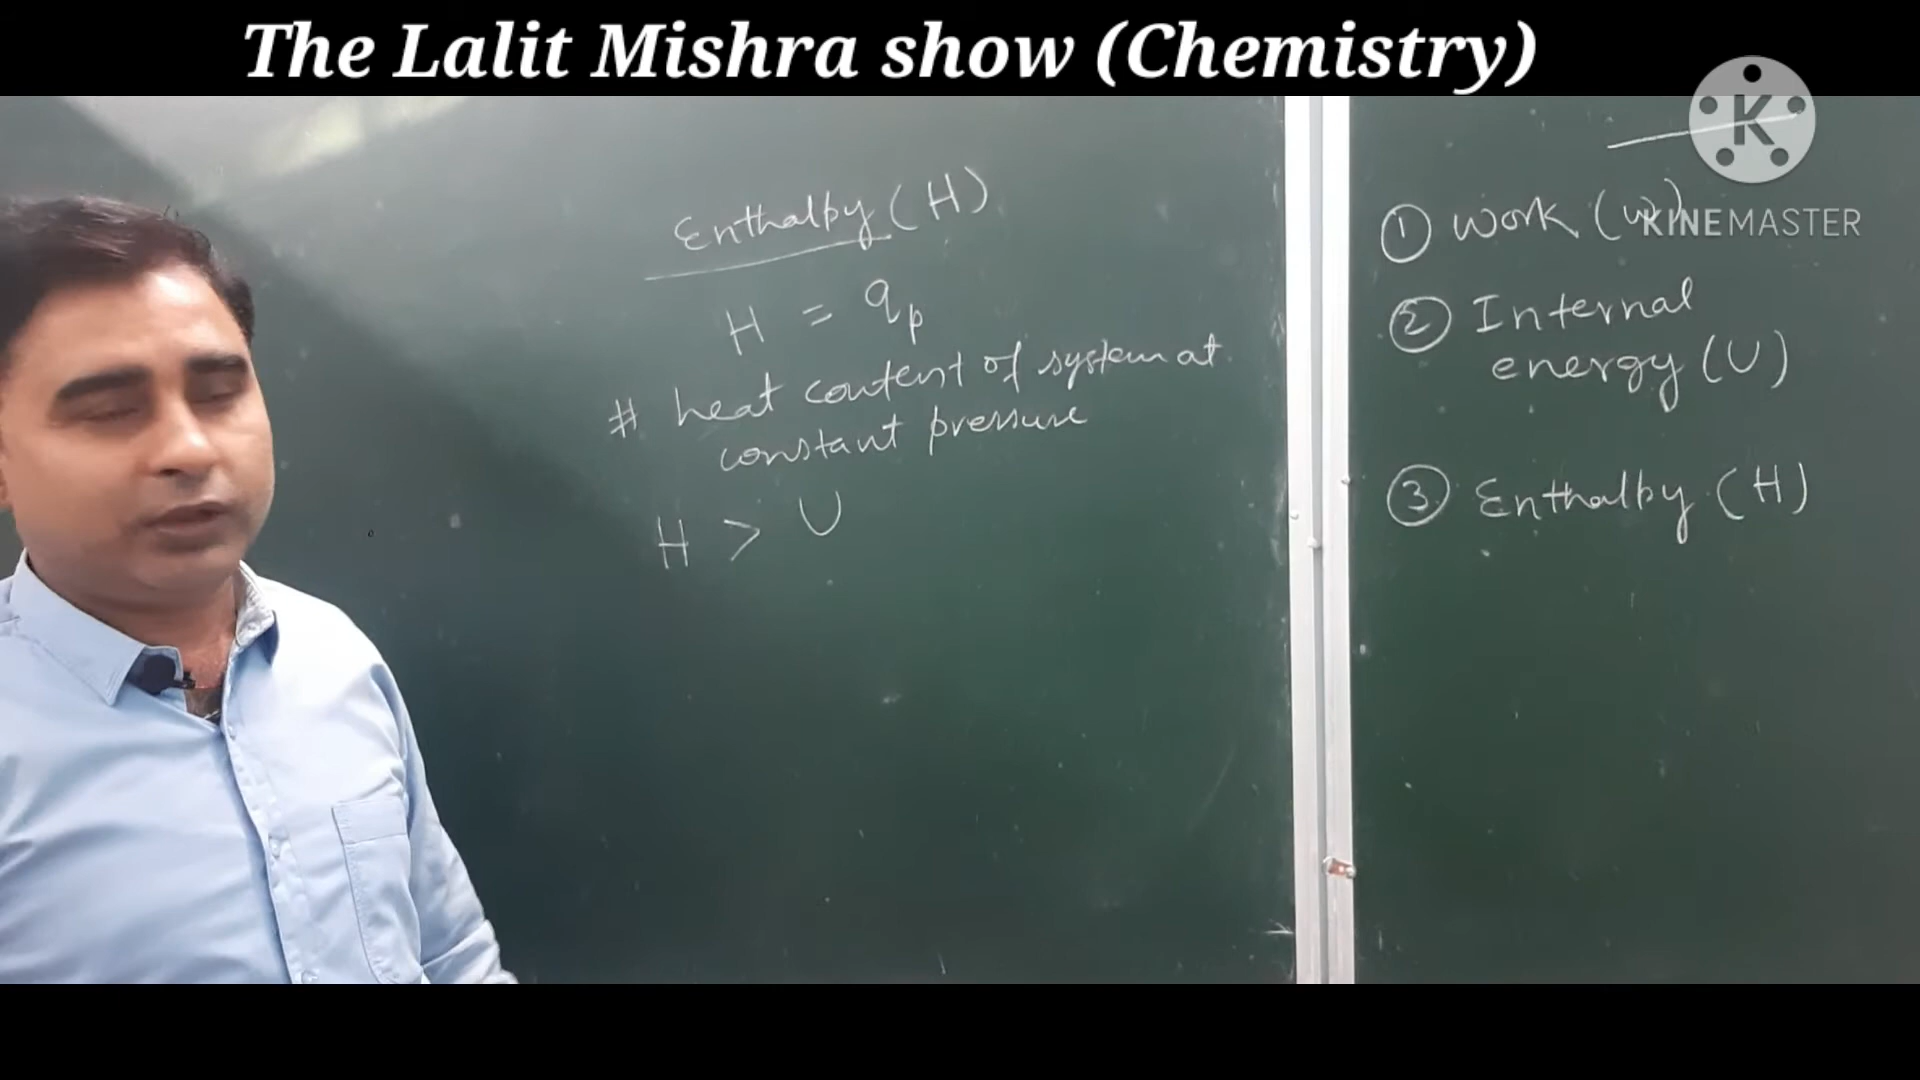 The Lalit Mishra show (Chemistry)
Enthalpy (H)
H = qp
# heat content of system at
constant pressure
H > U
K
KINEMASTER
① Work (W)
② Internal
energy (U)
③ Enthalpy (H)